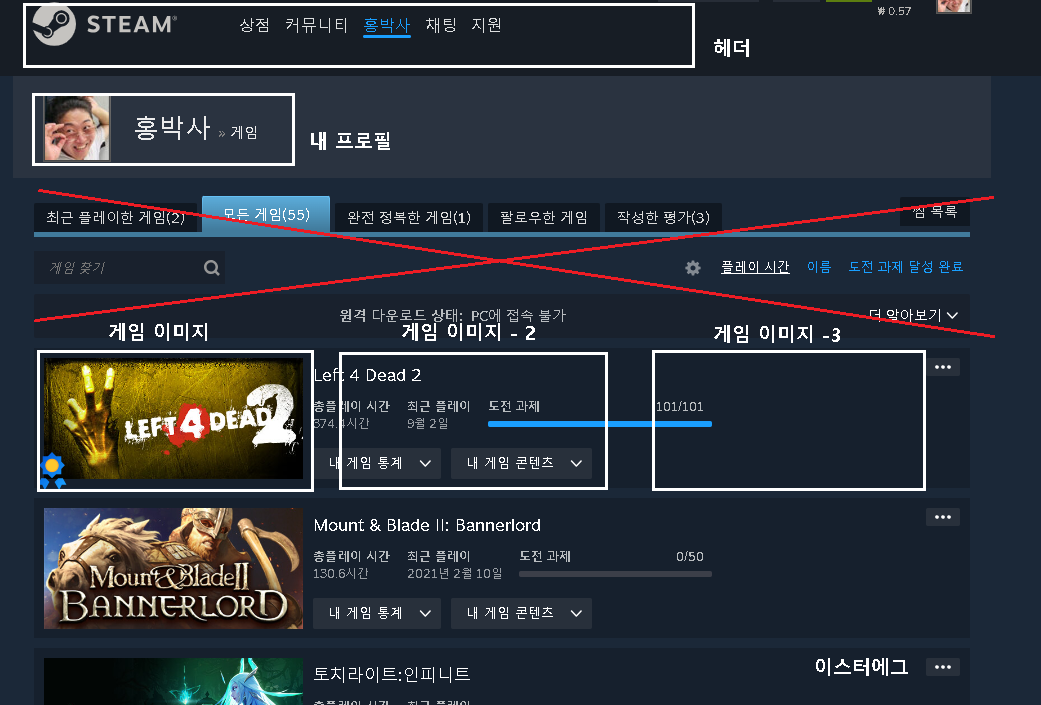 STEAM®
상점 커뮤니티 홍박사 채팅 지원
₩ 0.57
헤더
홍박사 » 게임
내 프로필
최근 플레이한 게임(2) 모든 게임(55) 완전 정복한 게임(1) 팔로우한 게임 작성한 평가(3) 찜 목록
게임 찾기
플레이 시간 이름 도전 과제 달성 완료
원격 다운로드 상태: PC에 접속 불가
더 알아보기
게임 이미지 게임 이미지 - 2 게임 이미지 -3
LEFT 4 DEAD 2
Left 4 Dead 2
총플레이 시간 최근 플레이 도전 과제 101/101
374.4시간 9월 2일
내 게임 통계 내 게임 콘텐츠
MOUNT & BLADE II
BANNERLORD
Mount & Blade II: Bannerlord
총플레이 시간 최근 플레이 도전 과제 0/50
130.6시간 2021년 2월 10일
내 게임 통계 내 게임 콘텐츠
토치라이트:인피니트
이스터에그
총플레이 시간 최근 플레이